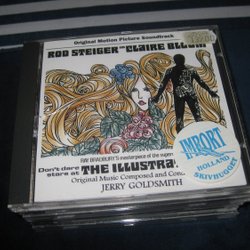 Original Motion Picture Soundtrack
ROD STEIGER CLAIRE BLOOM
RAY BRADBURY'S masterpiece of the super
Don't dare
stare at THE ILLUSTRA
Original Music Composed and Con
JERRY GOLDSMITH
IMPORT
HOLLAND
SKIVHUGGET